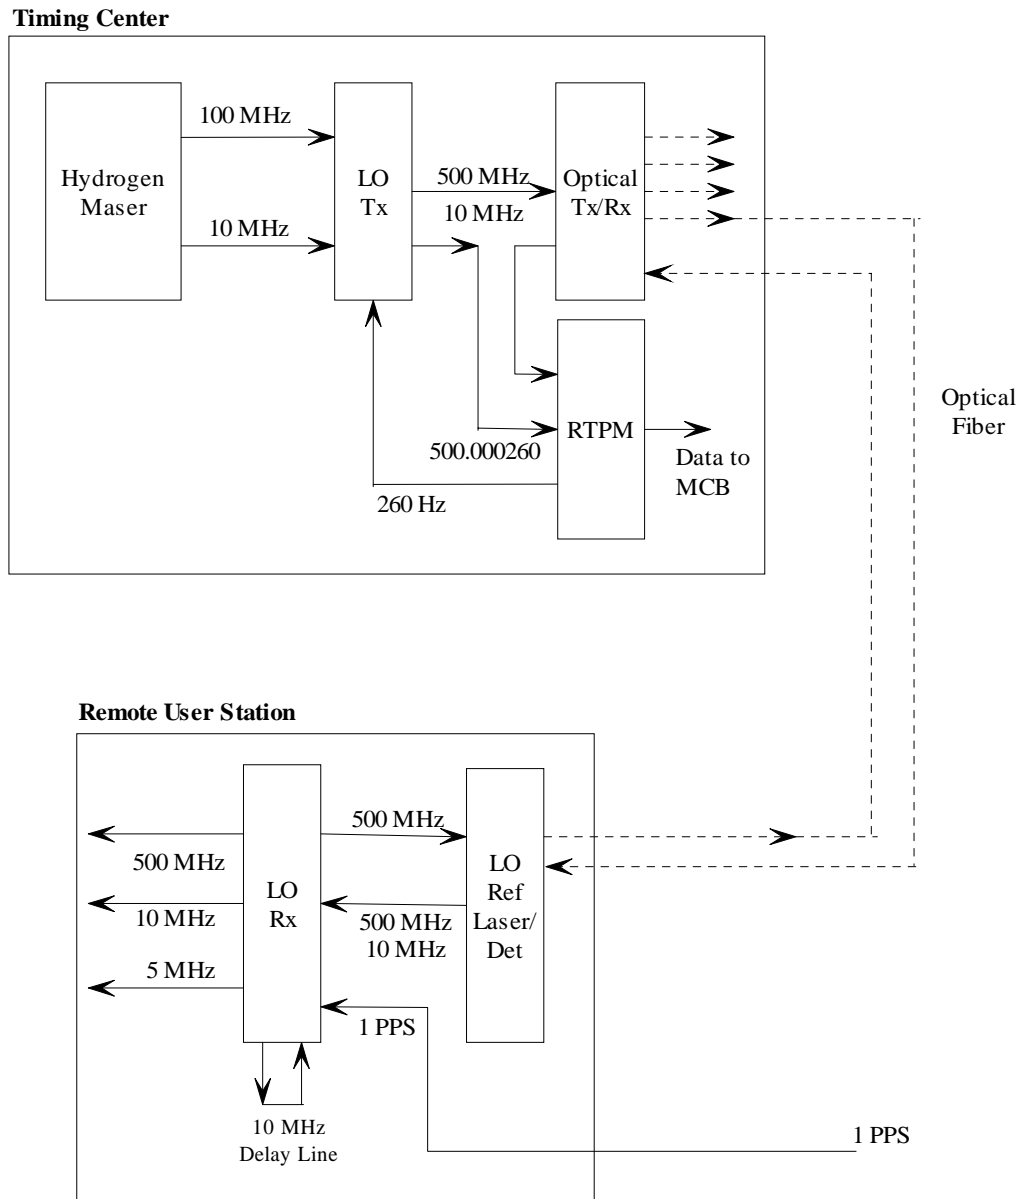 Timing Center
100 MHz
Hydrogen
Maser
10 MHz
LO
Tx
500 MHz
10 MHz
Optical
Tx/Rx
RTPM
500.000260
260 Hz
Data to
MCB
Optical
Fiber
Remote User Station
500 MHz
500 MHz
10 MHz
5 MHz
LO
Rx
500 MHz
10 MHz
LO
Ref
Laser/
Det
1 PPS
10 MHz
Delay Line
1 PPS